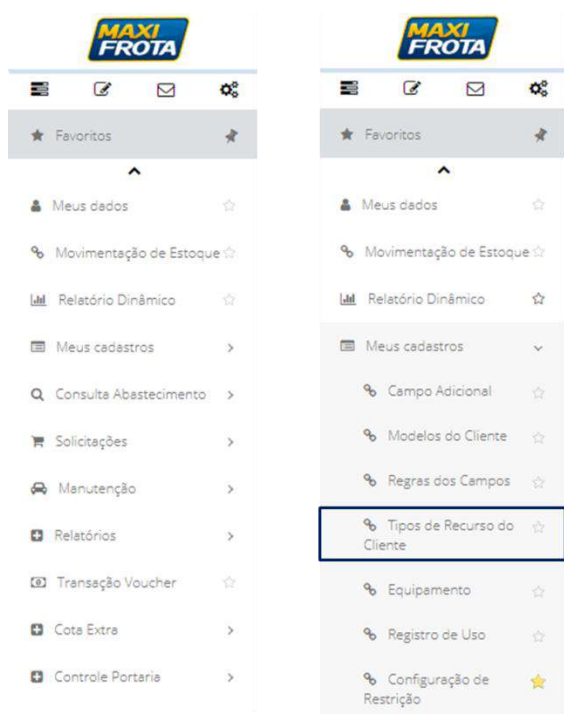 MAXI
FROTA
Favoritos
Meus dados
Movimentação de Estoque
Relatório Dinâmico
Meus cadastros
Consulta Abastecimento
Solicitações
Manutenção
Relatórios
Transação Voucher
Cota Extra
Controle Portaria
MAXI
FROTA
Favoritos
Meus dados
Movimentação de Estoque
Relatório Dinâmico
Meus cadastros
Campo Adicional
Modelos do Cliente
Regras dos Campos
Tipos de Recurso do
Cliente
Equipamento
Registro de Uso
Configuração de
Restrição